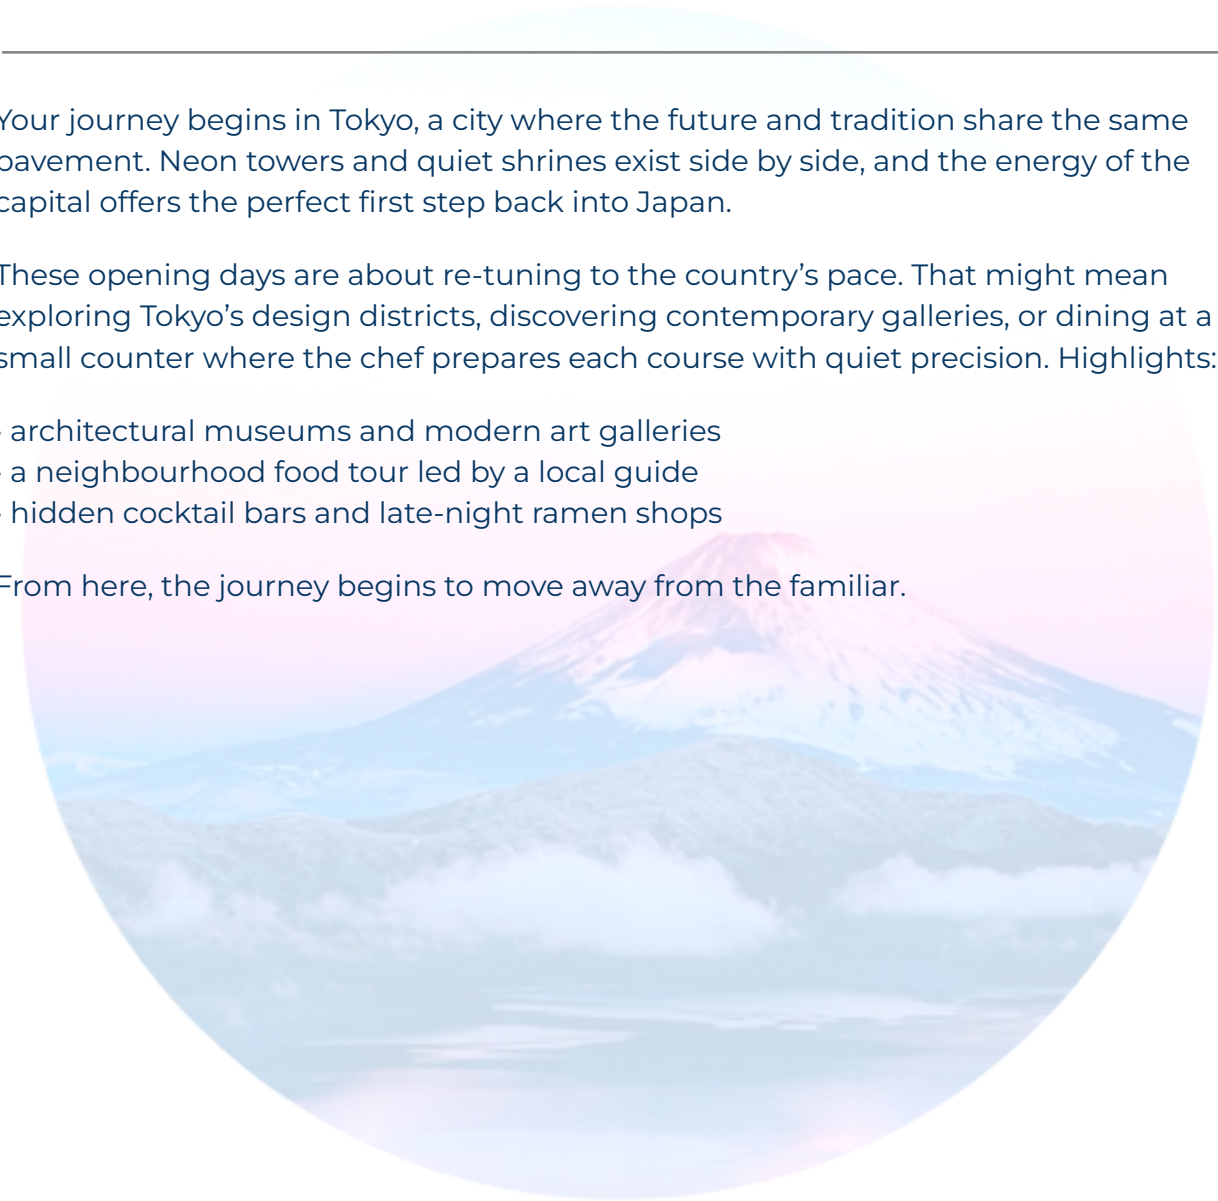 Your journey begins in Tokyo, a city where the future and tradition share the same
pavement. Neon towers and quiet shrines exist side by side, and the energy of the
capital offers the perfect first step back into Japan.
These opening days are about re-tuning to the country’s pace. That might mean
exploring Tokyo’s design districts, discovering contemporary galleries, or dining at a
small counter where the chef prepares each course with quiet precision. Highlights:
· architectural museums and modern art galleries
· a neighbourhood food tour led by a local guide
· hidden cocktail bars and late-night ramen shops
From here, the journey begins to move away from the familiar.